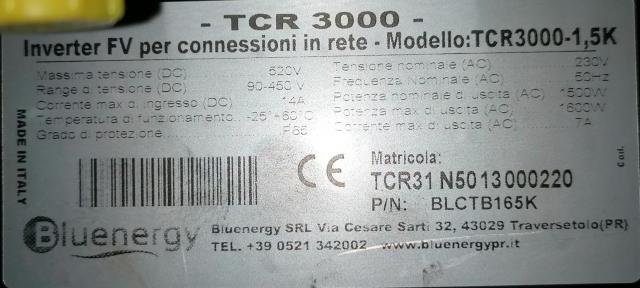 - TCR 3000 -
Inverter FV per connessioni in rete - Modello:TCR3000-1,5K
Massima tensione (DC) 520V
Range di tensione (DC) 90-450 V
Corrente max di ingresso (DC) 14A
Temperatura di funzionamento -25°+60°C
Grado di protezione IP65
Tensione nominale (AC) 230V
Frequenza Nominale (AC) 50Hz
Potenza nominale di uscita (AC) 1500W
Potenza max di uscita (AC) 1600W
Corrente max di uscita (AC) 7A
MADE IN ITALY
CE
Matricola:
TCR31 N5013000220
P/N: BLCTB165K
Cod.
Bluenergy
Bluenergy SRL Via Cesare Sarti 32, 43029 Traversetolo(PR)
TEL. +39 0521 342002 www.bluenergypr.it